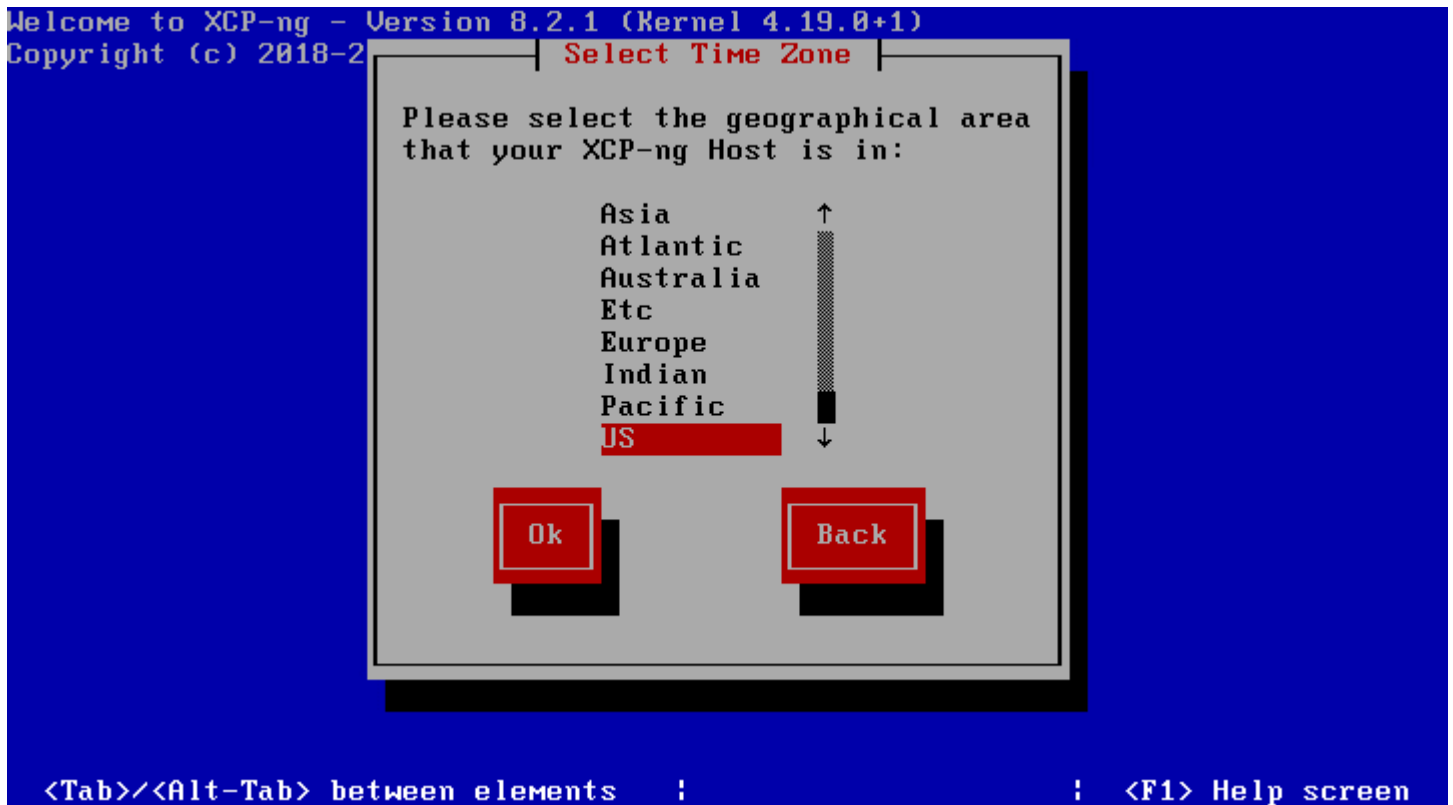 Welcome to XCP-ng - Version 8.2.1 (Kernel 4.19.0+1)
Copyright (c) 2018-2
Select Time Zone
Please select the geographical area
that your XCP-ng Host is in:
Asia ↑
Atlantic
Australia
Etc
Europe
Indian
Pacific
US ↓
Ok Back
<Tab>/<Alt-Tab> between elements ¦ ¦ <F1> Help screen